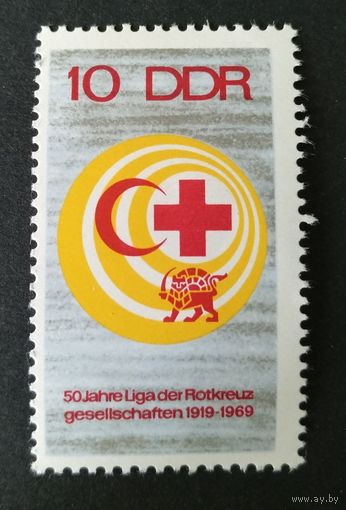 10 DDR
50 Jahre Liga der Rotkreuz
gesellschaften 1919-1969
www.ay.by